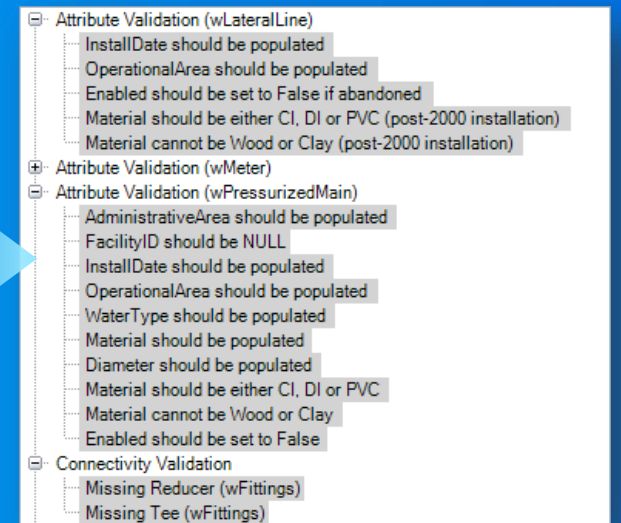 Attribute Validation (wLateralLine)
InstallDate should be populated
OperationalArea should be populated
Enabled should be set to False if abandoned
Material should be either CI, DI or PVC (post-2000 installation)
Material cannot be Wood or Clay (post-2000 installation)
Attribute Validation (wMeter)
Attribute Validation (wPressurizedMain)
AdministrativeArea should be populated
FacilityID should be NULL
InstallDate should be populated
OperationalArea should be populated
WaterType should be populated
Material should be populated
Diameter should be populated
Material should be either CI, DI or PVC
Material cannot be Wood or Clay
Enabled should be set to False
Connectivity Validation
Missing Reducer (wFittings)
Missing Tee (wFittings)